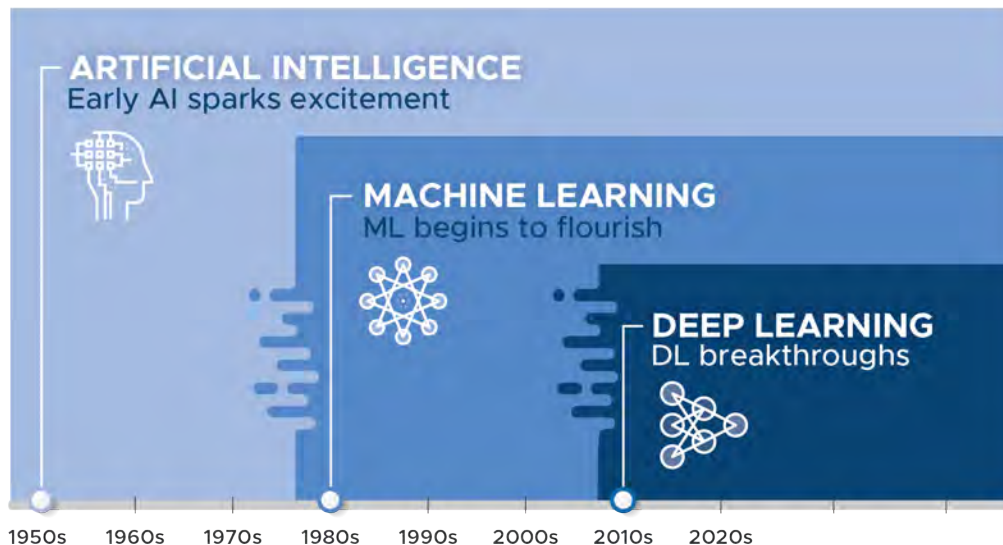 ARTIFICIAL INTELLIGENCE
Early AI sparks excitement
MACHINE LEARNING
ML begins to flourish
DEEP LEARNING
DL breakthroughs
1950s 1960s 1970s 1980s 1990s 2000s 2010s 2020s